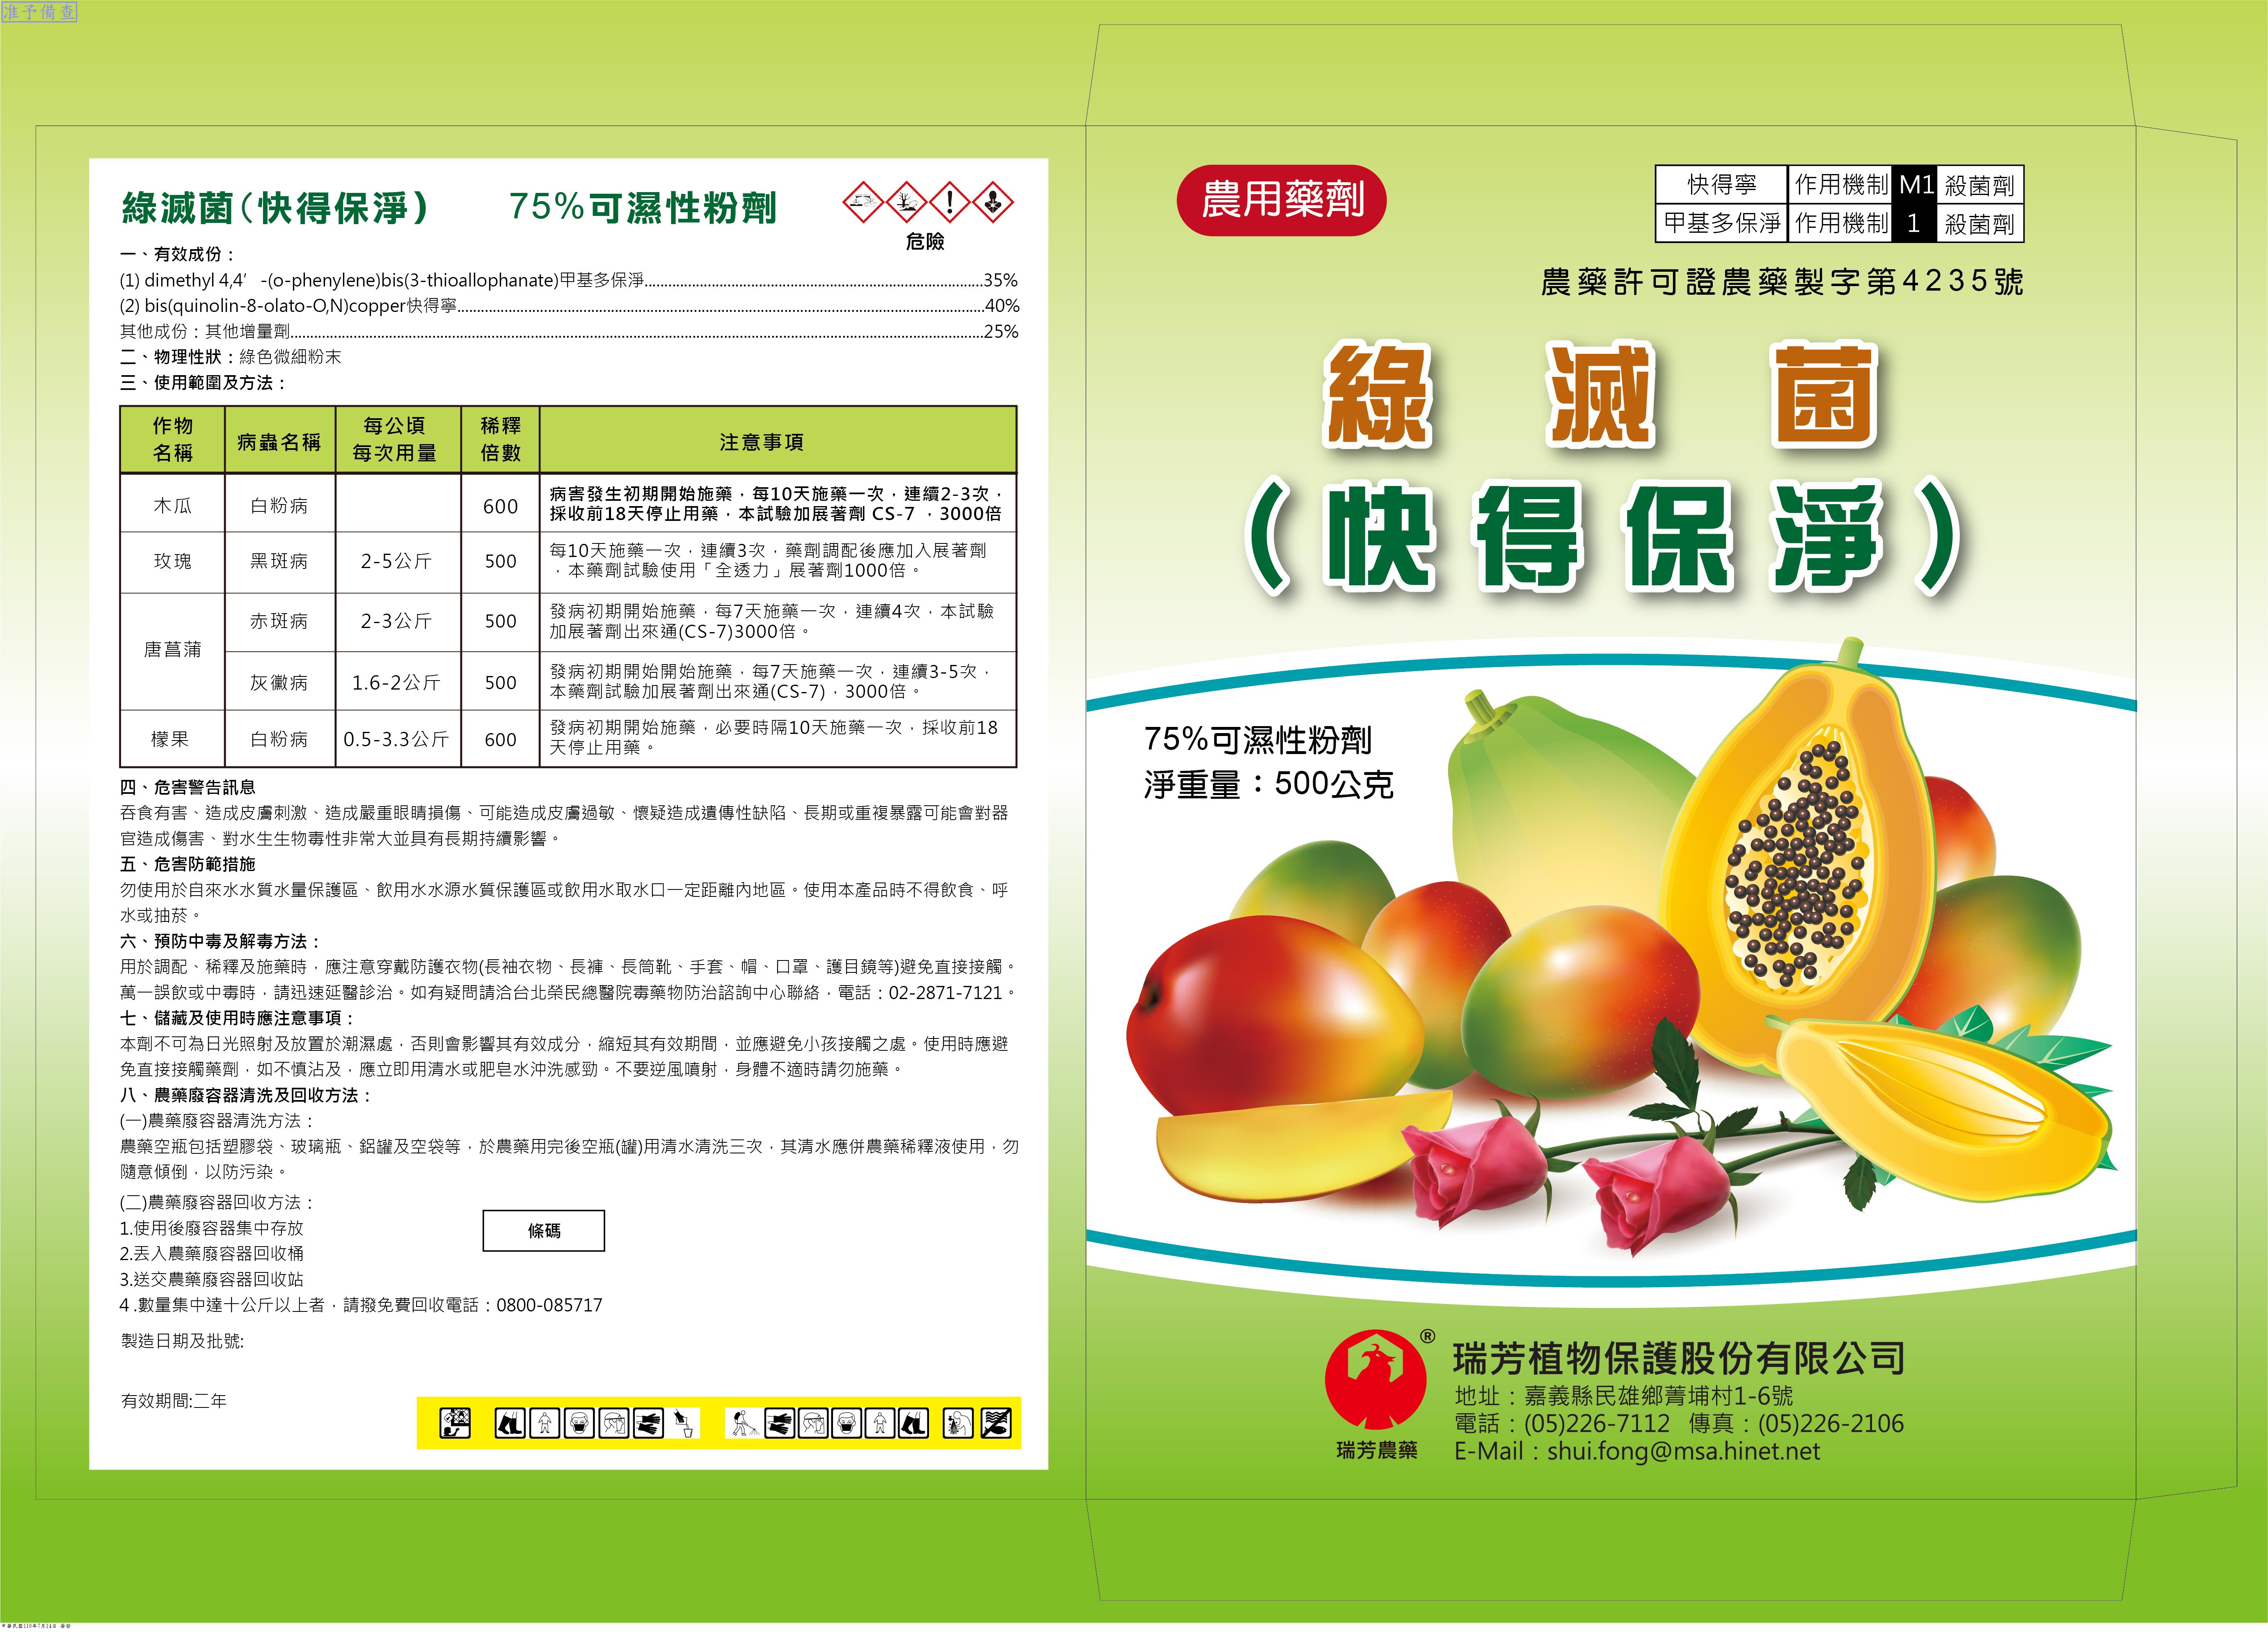 准予備查
綠滅菌(快得保淨) 75%可濕性粉劑
危險
一、有效成份：
(1) dimethyl 4,4′-(o-phenylene)bis(3-thioallophanate)甲基多保淨......35%
(2) bis(quinolin-8-olato-O,N)copper快得寧......40%
其他成份：其他增量劑......25%
二、物理性狀：綠色微細粉末
三、使用範圍及方法：
作物名稱 病蟲名稱 每公頃每次用量 稀釋倍數 注意事項
木瓜 白粉病 600 病害發生初期開始施藥，每10天施藥一次，連續2-3次，
採收前18天停止用藥，本試驗加展著劑 CS-7 ，3000倍
玫瑰 黑斑病 2-5公斤 500 每10天施藥一次，連續3次，藥劑調配後應加入展著劑
，本藥劑試驗使用「全透力」展著劑1000倍。
唐菖蒲 赤斑病 2-3公斤 500 發病初期開始施藥，每7天施藥一次，連續4次，本試驗
加展著劑出來通(CS-7)3000倍。
灰黴病 1.6-2公斤 500 發病初期開始開始施藥，每7天施藥一次，連續3-5次，
本藥劑試驗加展著劑出來通(CS-7)，3000倍。
檬果 白粉病 0.5-3.3公斤 600 發病初期開始施藥，必要時隔10天施藥一次，採收前18
天停止用藥。
四、危害警告訊息
吞食有害、造成皮膚刺激、造成嚴重眼睛損傷、可能造成皮膚過敏、懷疑造成遺傳性缺陷、長期或重複暴露可能會對器
官造成傷害、對水生生物毒性非常大並具有長期持續影響。
五、危害防範措施
勿使用於自來水水質水量保護區、飲用水水源水質保護區或飲用水取水口一定距離內地區。使用本產品時不得飲食、呼
水或抽菸。
六、預防中毒及解毒方法：
用於調配、稀釋及施藥時，應注意穿戴防護衣物(長袖衣物、長褲、長筒靴、手套、帽、口罩、護目鏡等)避免直接接觸。
萬一誤飲或中毒時，請迅速延醫診治。如有疑問請洽台北榮民總醫院毒藥物防治諮詢中心聯絡，電話：02-2871-7121。
七、儲藏及使用時應注意事項：
本劑不可為日光照射及放置於潮濕處，否則會影響其有效成分，縮短其有效期間，並應避免小孩接觸之處。使用時應避
免直接接觸藥劑，如不慎沾及，應立即用清水或肥皂水沖洗感勁。不要逆風噴射，身體不適時請勿施藥。
八、農藥廢容器清洗及回收方法：
(一)農藥廢容器清洗方法：
農藥空瓶包括塑膠袋、玻璃瓶、鋁罐及空袋等，於農藥用完後空瓶(罐)用清水清洗三次，其清水應併農藥稀釋液使用，勿
隨意傾倒，以防污染。
(二)農藥廢容器回收方法：
1.使用後廢容器集中存放
2.丟入農藥廢容器回收桶
3.送交農藥廢容器回收站
4 .數量集中達十公斤以上者，請撥免費回收電話：0800-085717
條碼
製造日期及批號:
有效期間:二年
農用藥劑
快得寧 作用機制 M1 殺菌劑
甲基多保淨 作用機制 1 殺菌劑
農藥許可證農藥製字第4235號
綠滅菌
(快得保淨)
75%可濕性粉劑
淨重量：500公克
®
瑞芳農藥
瑞芳植物保護股份有限公司
地址：嘉義縣民雄鄉菁埔村1-6號
電話：(05)226-7112 傳真：(05)226-2106
E-Mail：shui.fong@msa.hinet.net